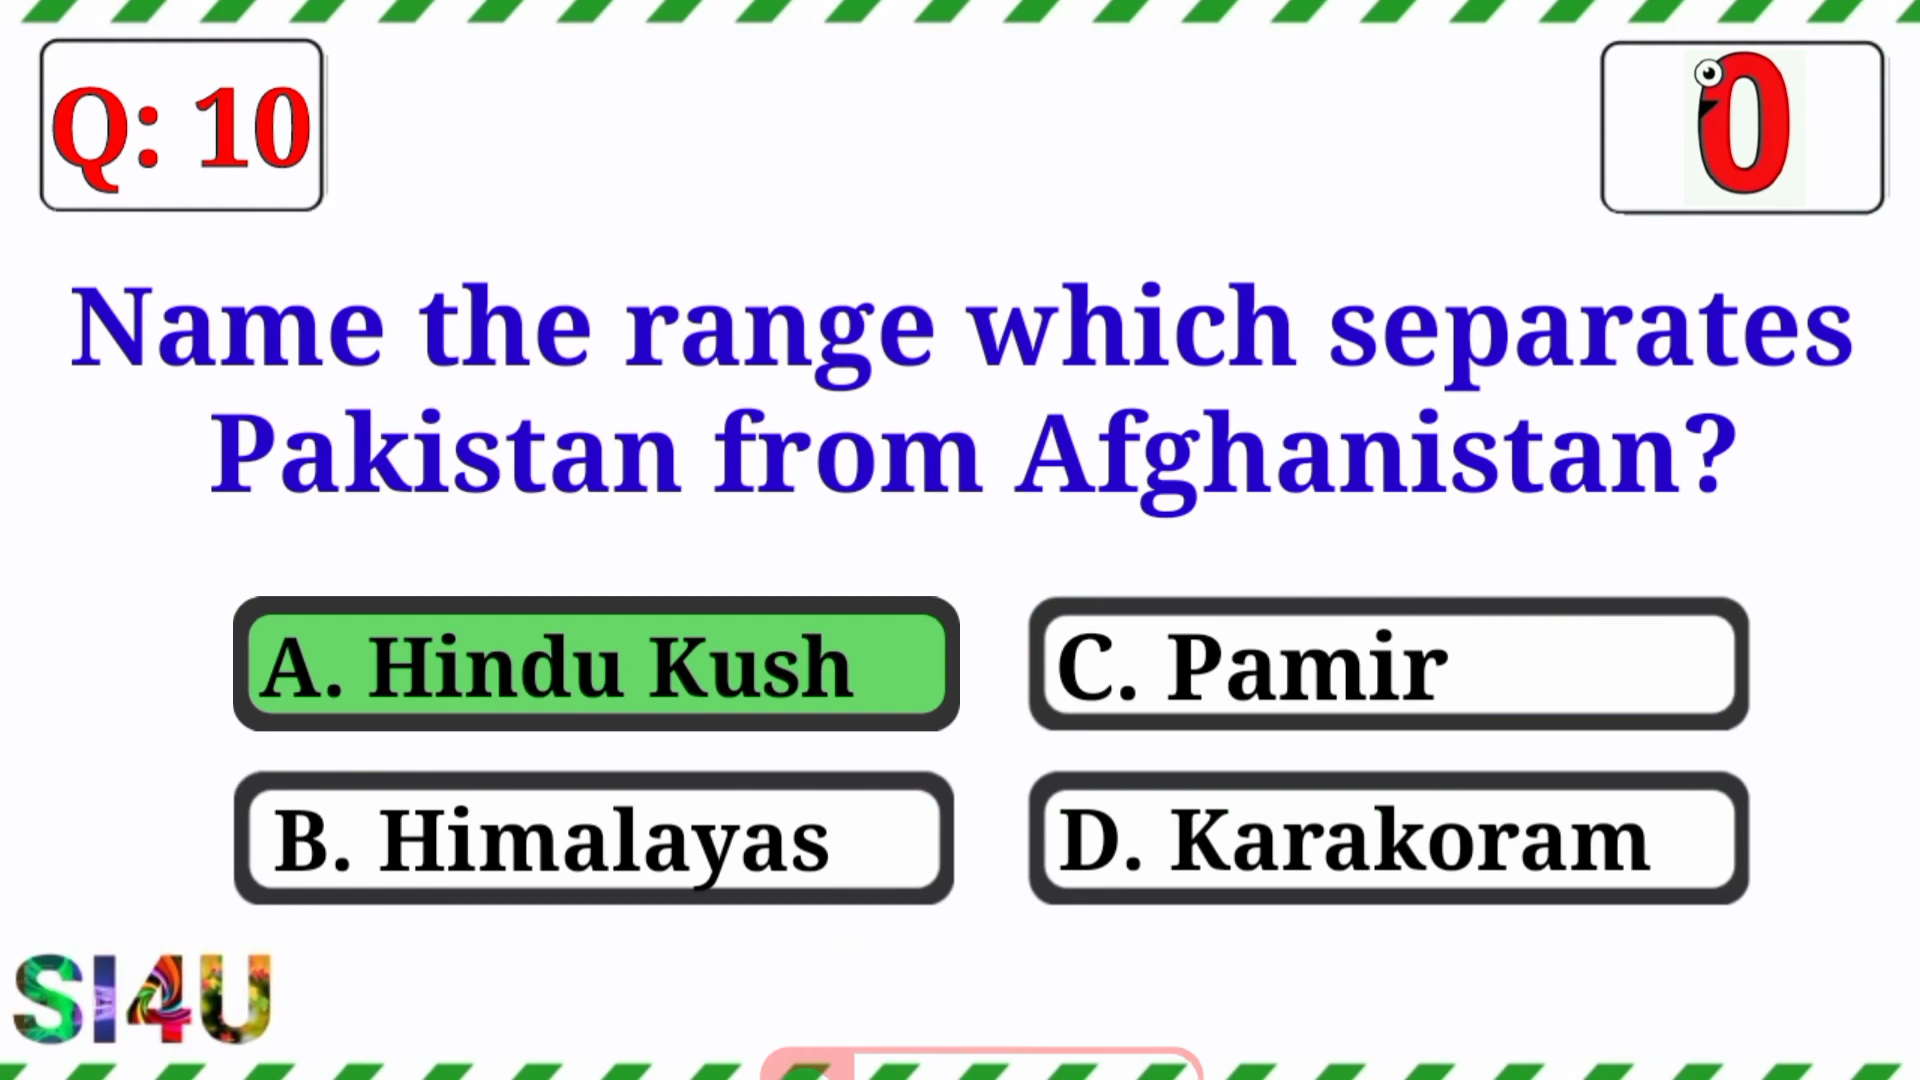 Q: 10
0
Name the range which separates
Pakistan from Afghanistan?
A. Hindu Kush
C. Pamir
B. Himalayas
D. Karakoram
SI4U